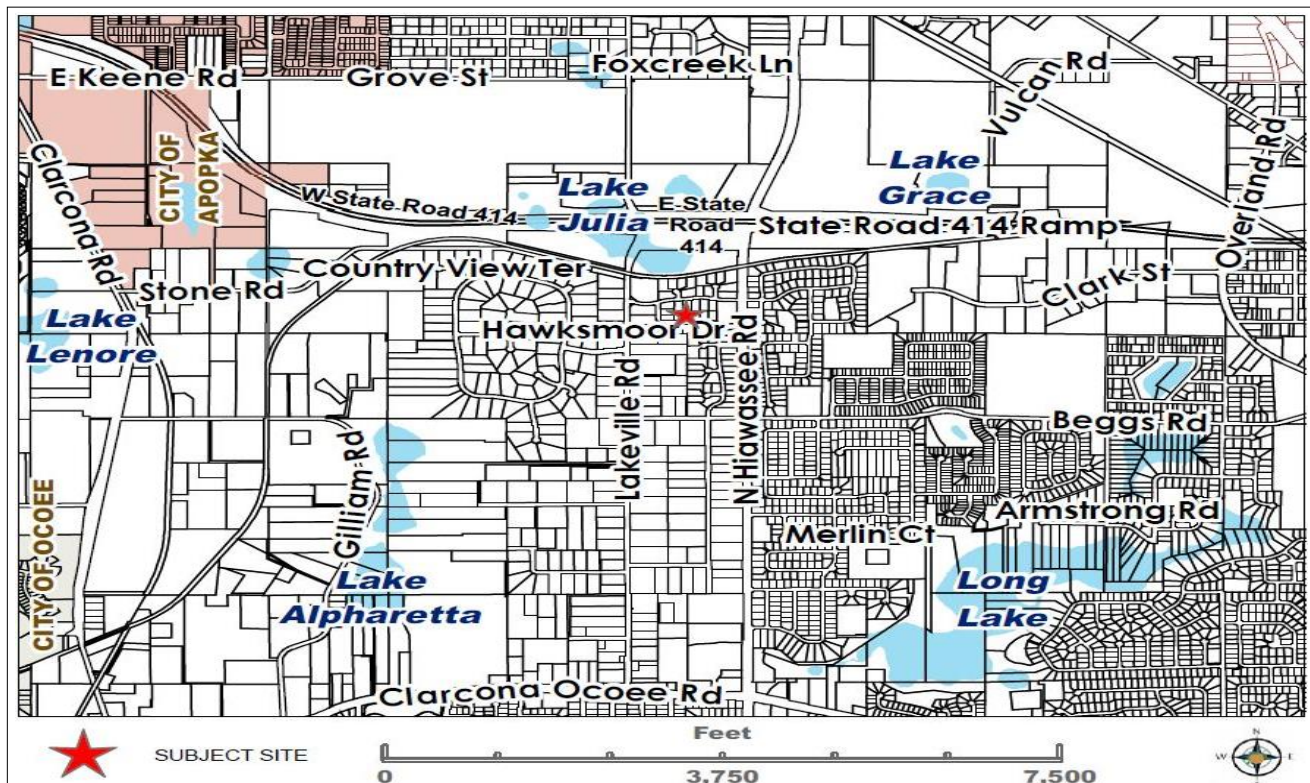 E Keene Rd
Grove St
Foxcreek Ln
Vulcan Rd
Clarcona Rd
CITY OF
APOPKA
W State Road 414
Lake
Julia
E State
Road
414
State Road 414 Ramp
Lake
Grace
Overland Rd
Country View Ter
Stone Rd
Clark St
Lake
Lenore
Hawksmoor Dr
Lakeville Rd
N Hiawassee Rd
Beggs Rd
Gilliam Rd
Armstrong Rd
Merlin Ct
CITY OF OCOEE
Lake
Alpharetta
Long
Lake
Clarcona Ocoee Rd
SUBJECT SITE
Feet
0 3,750 7,500
N
W E
S